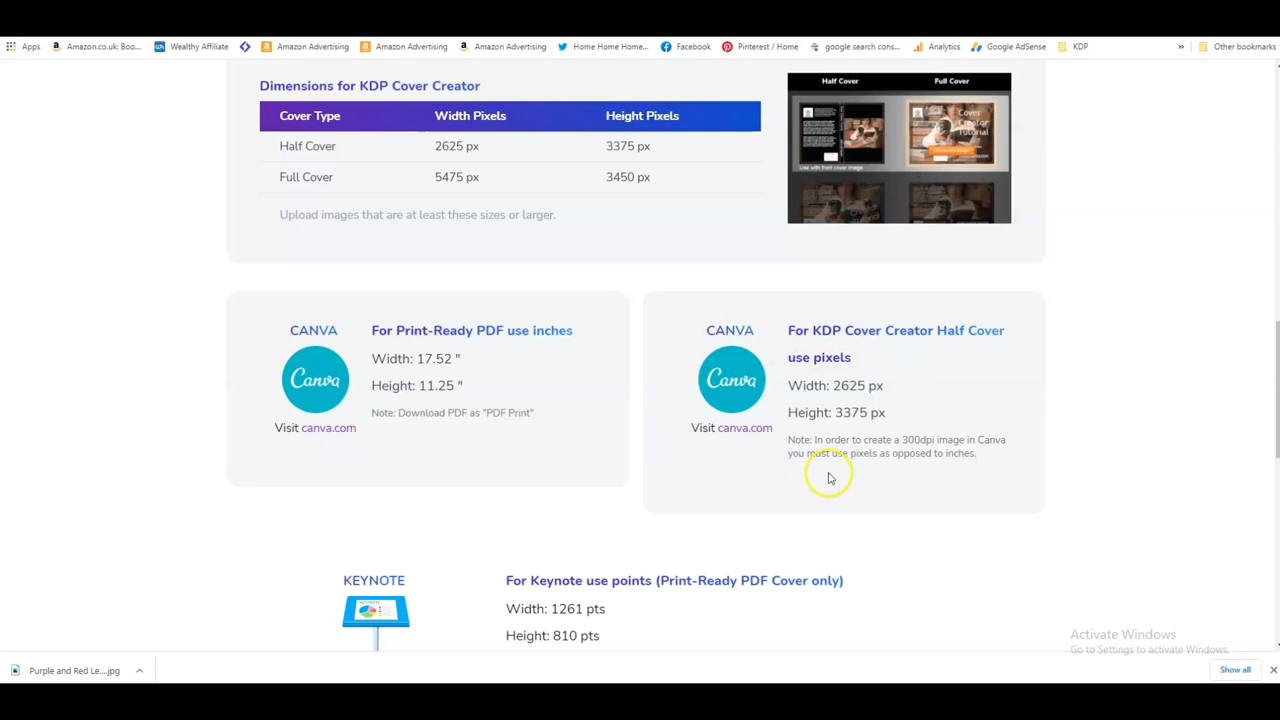 Apps Amazon.co.uk: Boo... Wealthy Affiliate Amazon Advertising Amazon Advertising Amazon Advertising Home Home Home... Facebook Pinterest / Home google search cons... Analytics Google AdSense KDP » Other bookmarks
Dimensions for KDP Cover Creator
Cover Type Width Pixels Height Pixels
Half Cover 2625 px 3375 px
Full Cover 5475 px 3450 px
Upload images that are at least these sizes or larger.
Half Cover Full Cover
Cover
Creator
Tutorial
Use with front cover image
CANVA
Canva
Visit canva.com
For Print-Ready PDF use inches
Width: 17.52 "
Height: 11.25 "
Note: Download PDF as "PDF Print"
CANVA
Canva
Visit canva.com
For KDP Cover Creator Half Cover
use pixels
Width: 2625 px
Height: 3375 px
Note: In order to create a 300dpi image in Canva
you must use pixels as opposed to inches.
KEYNOTE
For Keynote use points (Print-Ready PDF Cover only)
Width: 1261 pts
Height: 810 pts
Activate Windows
Go to Settings to activate Windows.
Purple and Red Le....jpg
Show all